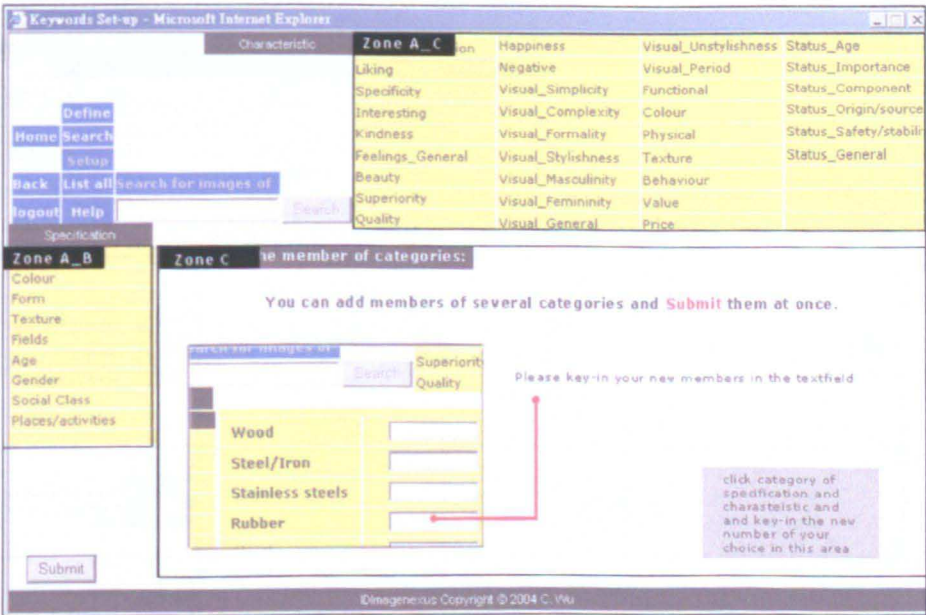 Keywords Set-up - Microsoft Internet Explorer
Characteristic
Zone A_C
Happiness
Visual_Unstylishness
Status_Age
Liking
Negative
Visual_Period
Status_Importance
Specificity
Visual_Simplicity
Functional
Status_Component
Interesting
Visual_Complexity
Colour
Status_Origin/source
Kindness
Visual_Formality
Physical
Status_Safety/stabilit
Feelings_General
Visual_Stylishness
Texture
Status_General
Beauty
Visual_Masculinity
Behaviour
Superiority
Visual_Femininity
Value
Quality
Visual_General
Price
Define
Home Search
Setup
Back List all Search for images of
logout Help
Search
Specification
Zone A_B
Colour
Form
Texture
Fields
Age
Gender
Social Class
Places/activities
Zone C
member of categories:
You can add members of several categories and Submit them at once.
Search
Superiority
Quality
Please key-in your new members in the textfield
Wood
Steel/Iron
Stainless steels
Rubber
click category of
specification and
charasteistic and
and key-in the new
number of your
choice in this area
Submit
IDImagenexus Copyright © 2004 C. Wu